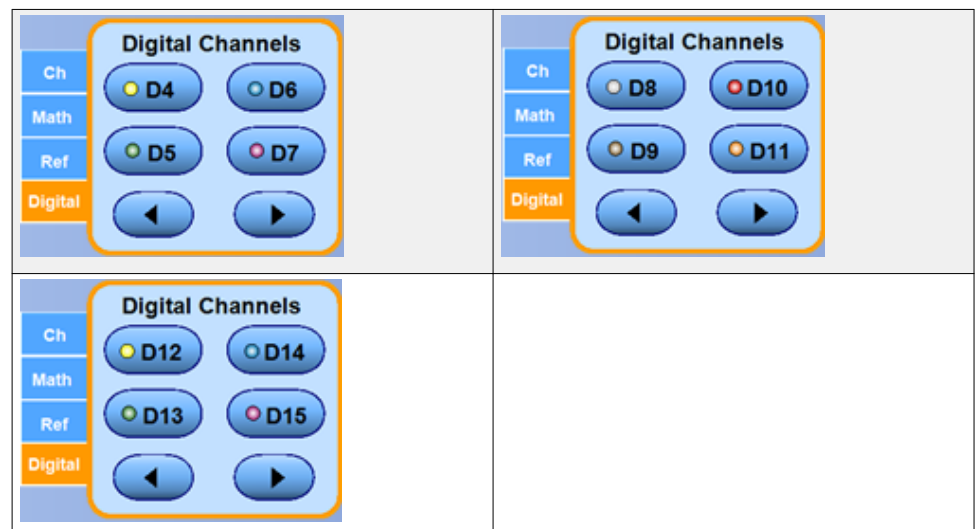 Digital Channels
Ch
Math
Ref
Digital
D4
D6
D5
D7
Digital Channels
Ch
Math
Ref
Digital
D8
D10
D9
D11
Digital Channels
Ch
Math
Ref
Digital
D12
D14
D13
D15